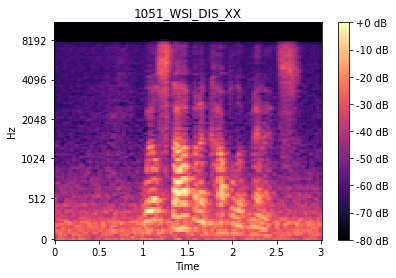 1051_WSI_DIS_XX
Hz
8192
4096
2048
1024
512
0
0 0.5 1 1.5 2 2.5 3
Time
+0 dB
-10 dB
-20 dB
-30 dB
-40 dB
-50 dB
-60 dB
-70 dB
-80 dB